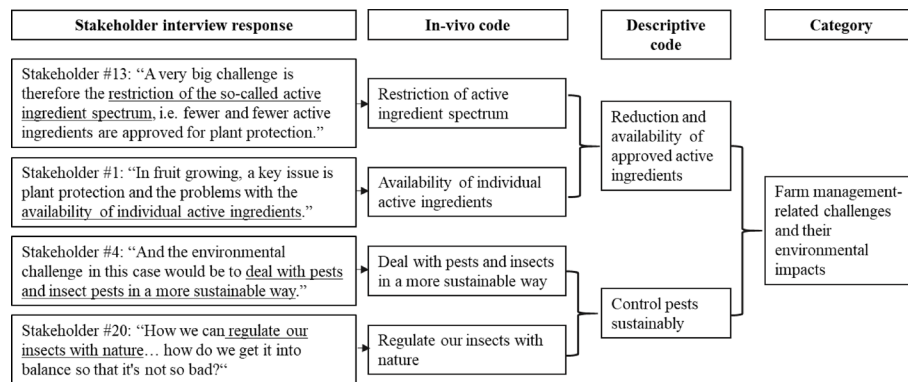 Stakeholder interview response
In-vivo code
Descriptive
code
Category
Stakeholder #13: “A very big challenge is
therefore the restriction of the so-called active
ingredient spectrum, i.e. fewer and fewer active
ingredients are approved for plant protection.”
Restriction of active
ingredient spectrum
Stakeholder #1: “In fruit growing, a key issue is
plant protection and the problems with the
availability of individual active ingredients.”
Availability of individual
active ingredients
Reduction and
availability of
approved active
ingredients
Stakeholder #4: “And the environmental
challenge in this case would be to deal with pests
and insect pests in a more sustainable way.”
Deal with pests and insects
in a more sustainable way
Stakeholder #20: “How we can regulate our
insects with nature… how do we get it into
balance so that it's not so bad?“
Regulate our insects with
nature
Control pests
sustainably
Farm management-
related challenges
and their
environmental
impacts